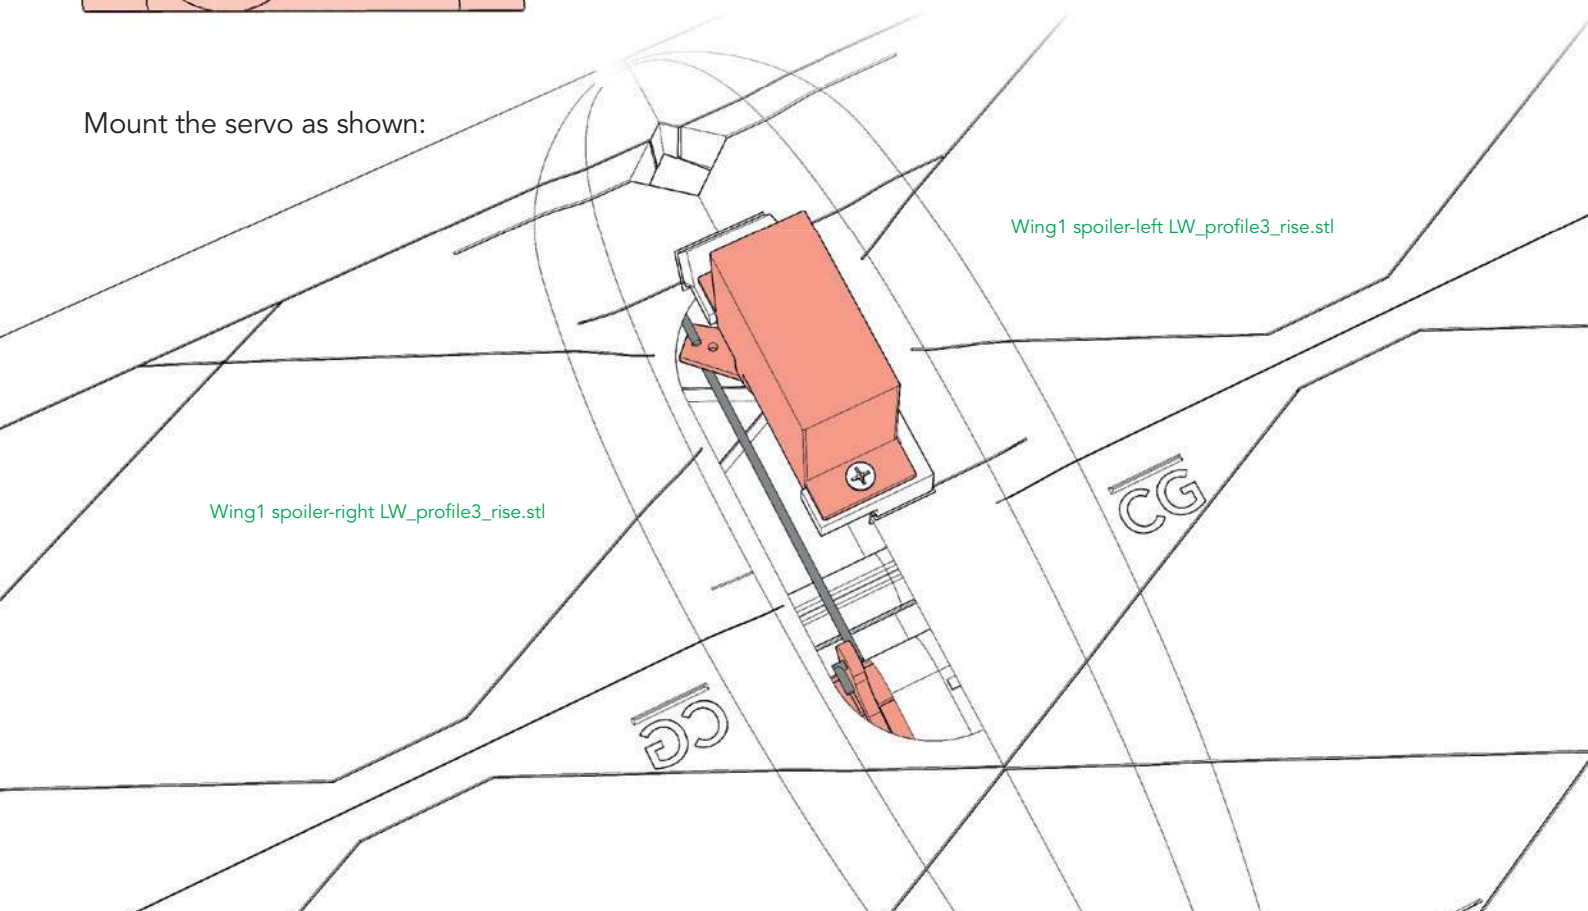 Mount the servo as shown:
Wing1 spoiler-left LW_profile3_rise.stl
CG
Wing1 spoiler-right LW_profile3_rise.stl
CG